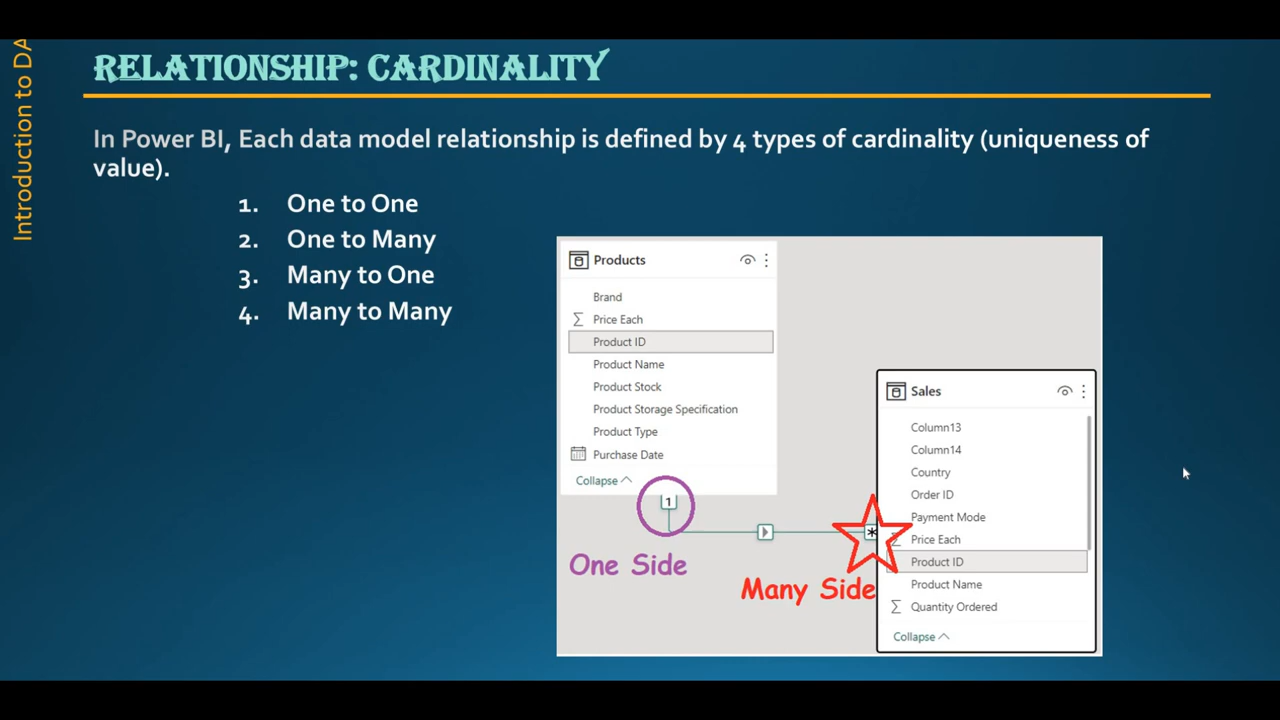 Introduction to DA
RELATIONSHIP: CARDINALITY
In Power BI, Each data model relationship is defined by 4 types of cardinality (uniqueness of
value).
1. One to One
2. One to Many
3. Many to One
4. Many to Many
Products
Brand
Price Each
Product ID
Product Name
Product Stock
Product Storage Specification
Product Type
Purchase Date
Collapse
1
One Side
*
Many Side
Sales
Column13
Column14
Country
Order ID
Payment Mode
Price Each
Product ID
Product Name
Quantity Ordered
Collapse